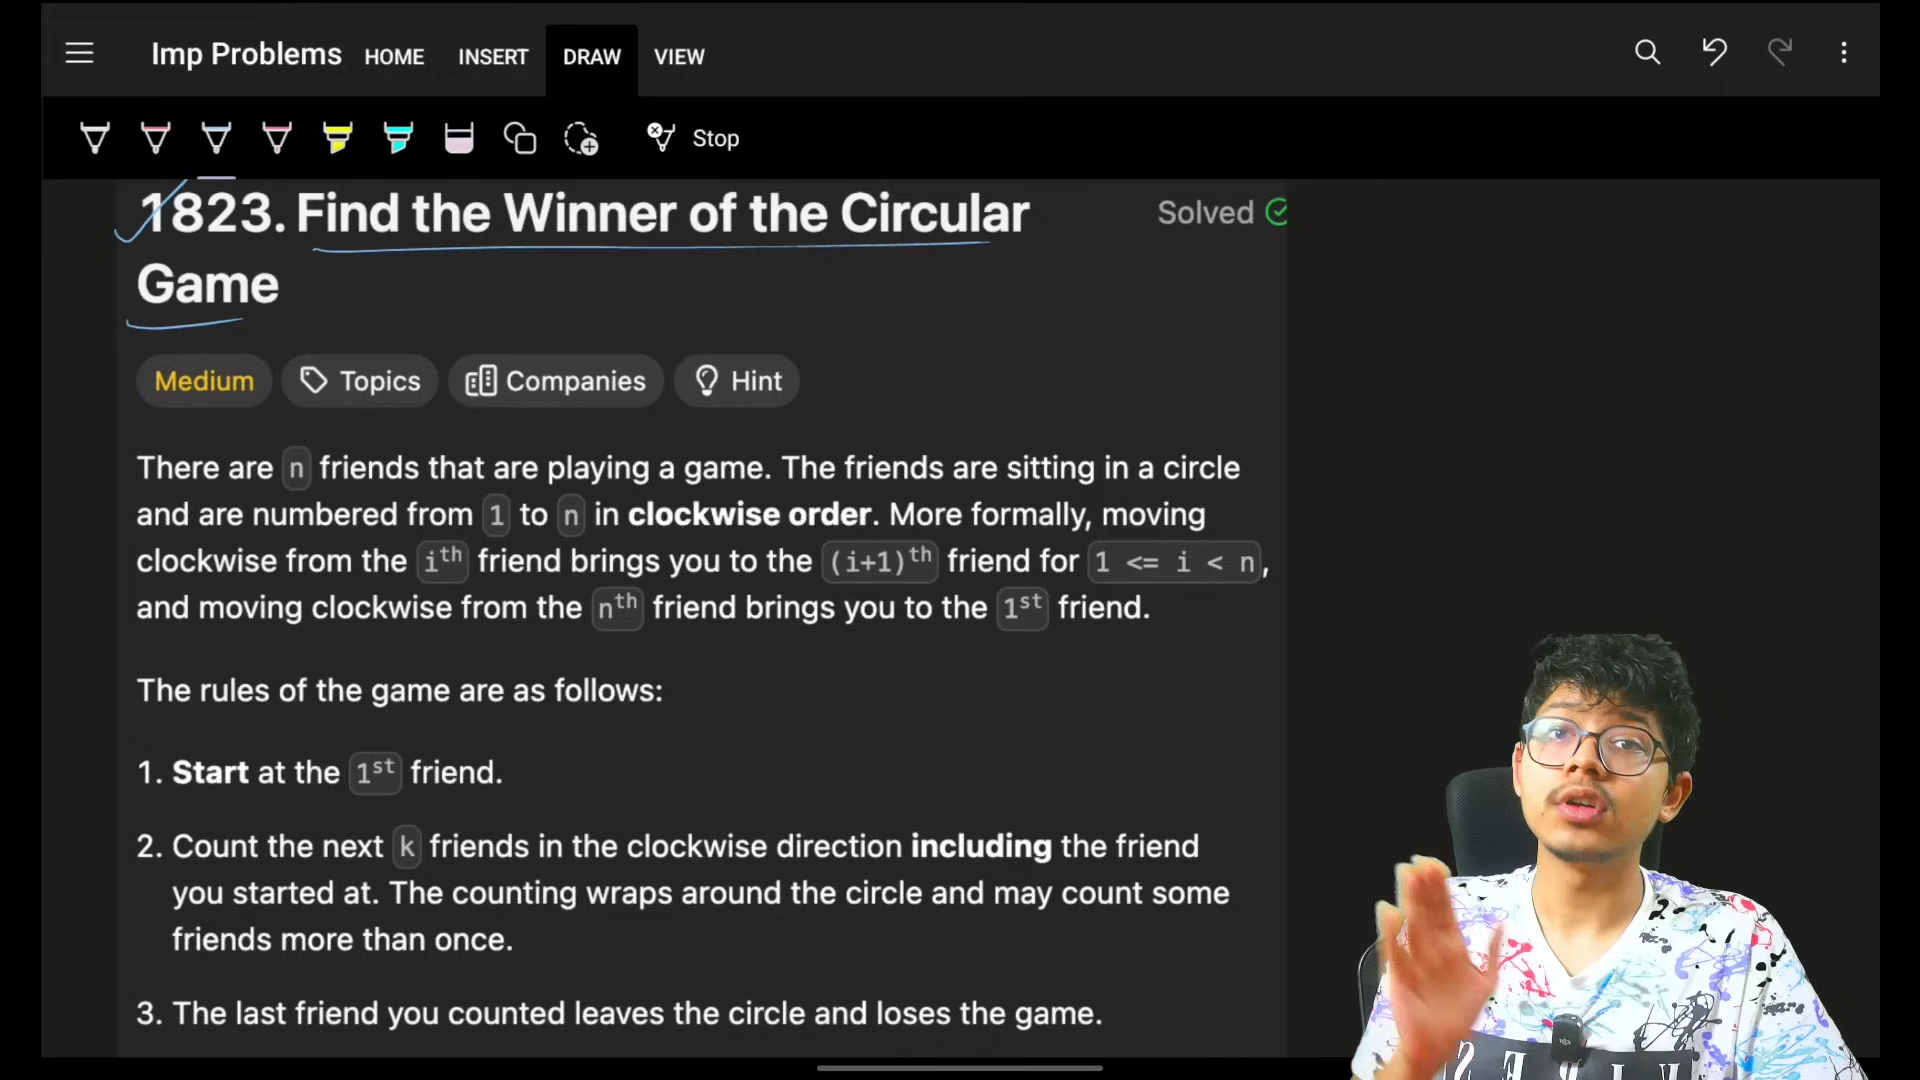 Imp Problems HOME INSERT DRAW VIEW
Stop
1823. Find the Winner of the Circular
Game
Solved
Medium Topics Companies Hint
There are n friends that are playing a game. The friends are sitting in a circle
and are numbered from 1 to n in clockwise order. More formally, moving
clockwise from the iᵗʰ friend brings you to the (i+1)ᵗʰ friend for 1 <= i < n,
and moving clockwise from the nᵗʰ friend brings you to the 1ˢᵗ friend.
The rules of the game are as follows:
1. Start at the 1ˢᵗ friend.
2. Count the next k friends in the clockwise direction including the friend
you started at. The counting wraps around the circle and may count some
friends more than once.
3. The last friend you counted leaves the circle and loses the game.